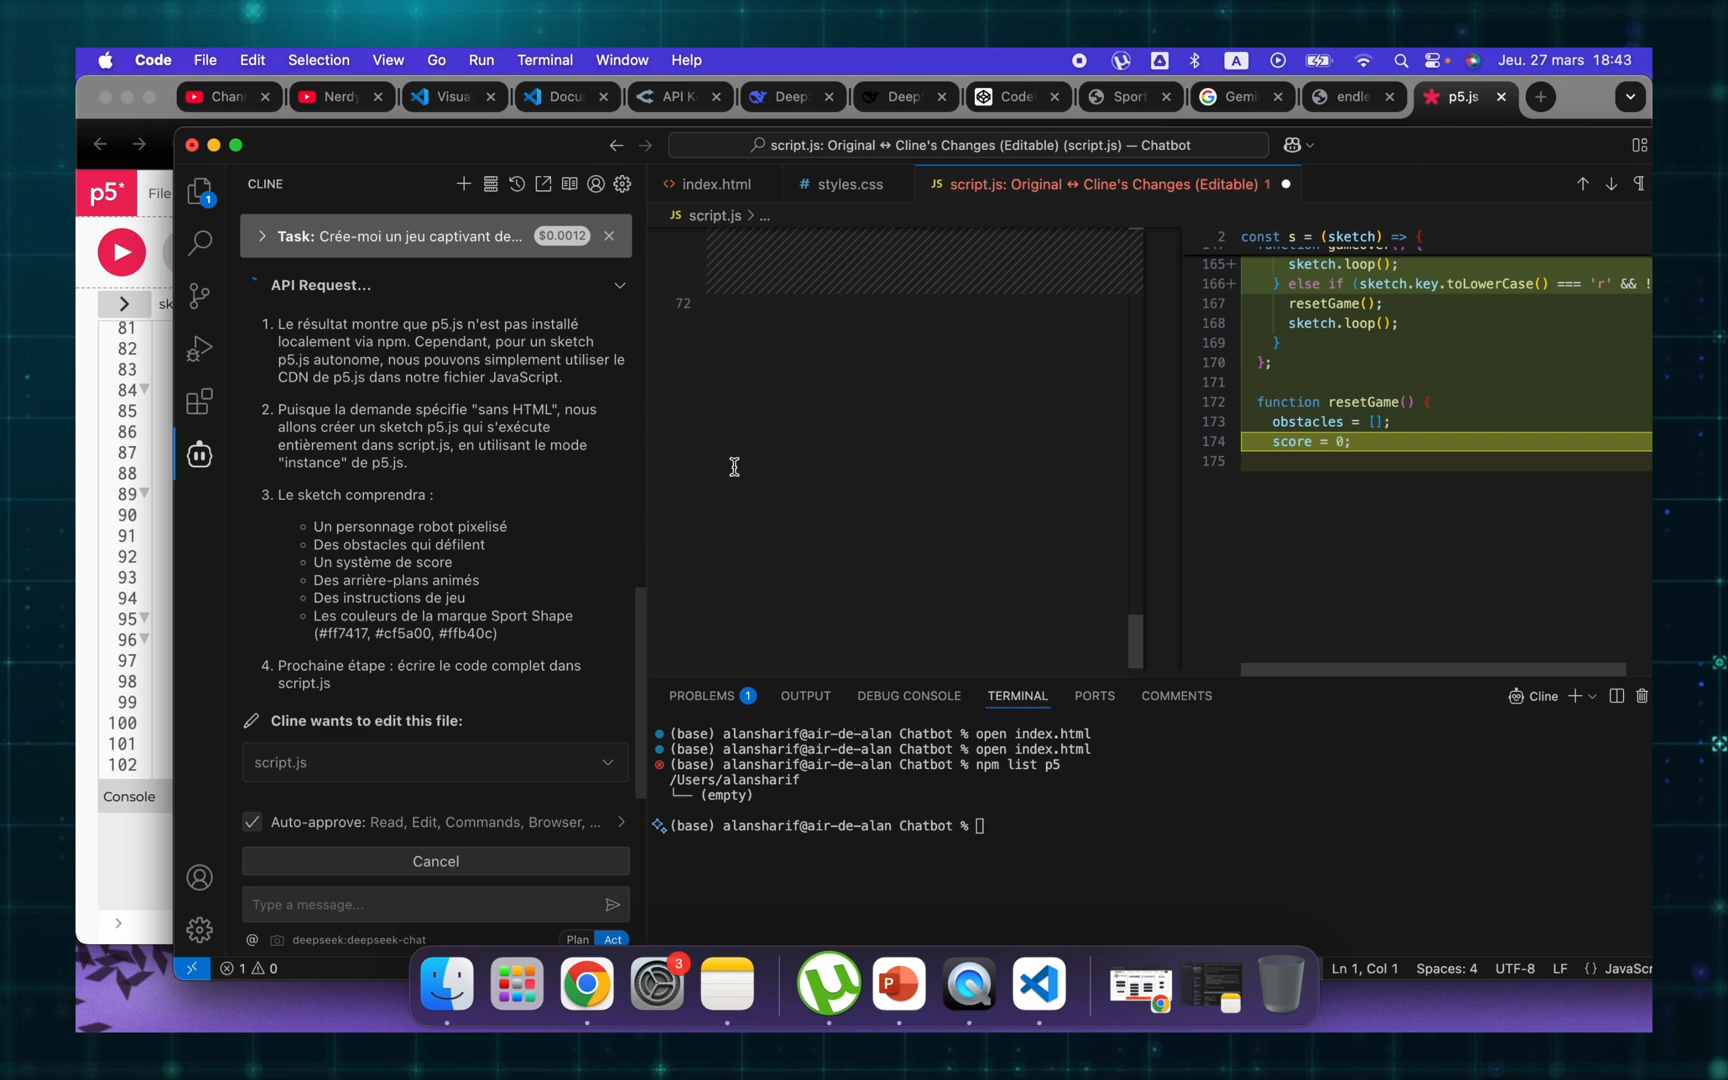 Code File Edit Selection View Go Run Terminal Window Help
A
Jeu. 27 mars 18:43
Chan
Nerdy
Visua
Docu
API K
Deep
Deep
Code
Sport
Gemi
endle
p5.js
script.js: Original ↔ Cline's Changes (Editable) (script.js) — Chatbot
p5*
File
sk
81
82
83
84
85
86
87
88
89
90
91
92
93
94
95
96
97
98
99
100
101
102
Console
1
CLINE
Task: Crée-moi un jeu captivant de... $0.0012
API Request...
1. Le résultat montre que p5.js n'est pas installé
localement via npm. Cependant, pour un sketch
p5.js autonome, nous pouvons simplement utiliser le
CDN de p5.js dans notre fichier JavaScript.
2. Puisque la demande spécifie "sans HTML", nous
allons créer un sketch p5.js qui s'exécute
entièrement dans script.js, en utilisant le mode
"instance" de p5.js.
3. Le sketch comprendra :
Un personnage robot pixelisé
Des obstacles qui défilent
Un système de score
Des arrière-plans animés
Des instructions de jeu
Les couleurs de la marque Sport Shape
(#ff7417, #cf5a00, #ffb40c)
4. Prochaine étape : écrire le code complet dans
script.js
Cline wants to edit this file:
script.js
Auto-approve: Read, Edit, Commands, Browser, ...
Cancel
Type a message...
@ deepseek:deepseek-chat
Plan Act
1 0
index.html
# styles.css
JS script.js: Original ↔ Cline's Changes (Editable) 1
JS script.js > ...
72
2 const s = (sketch) => {
165+ sketch.loop();
166+ } else if (sketch.key.toLowerCase() === 'r' && !
167 resetGame();
168 sketch.loop();
169 }
170 };
171
172 function resetGame() {
173 obstacles = [];
174 score = 0;
175
PROBLEMS 1 OUTPUT DEBUG CONSOLE TERMINAL PORTS COMMENTS
Cline
(base) alansharif@air-de-alan Chatbot % open index.html
(base) alansharif@air-de-alan Chatbot % open index.html
(base) alansharif@air-de-alan Chatbot % npm list p5
/Users/alansharif
└── (empty)
(base) alansharif@air-de-alan Chatbot %
Ln 1, Col 1 Spaces: 4 UTF-8 LF {} JavaScr
3